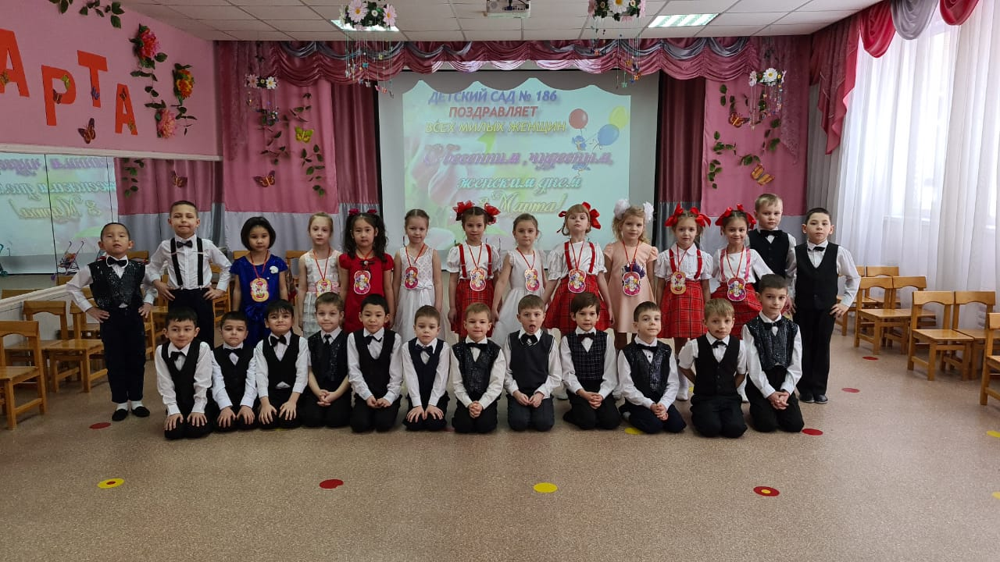 АРТА
ДЕТСКИЙ САД № 186
ПОЗДРАВЛЯЕТ
ВСЕХ МИЛЫХ ЖЕНЩИН
С весенним, чудесным,
женским днем
8 Марта!